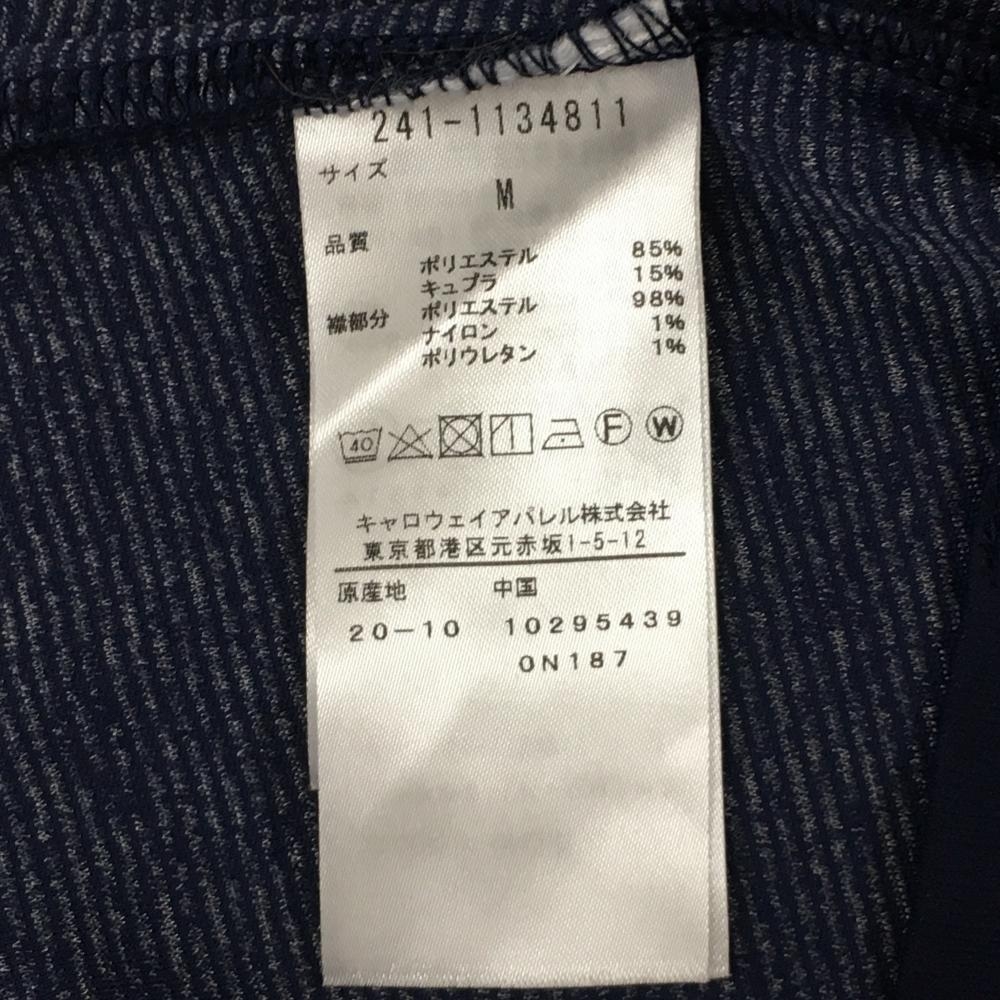 241-1134811
サイズ
M
品質
ポリエステル 85%
キュプラ 15%
襟部分 ポリエステル 98%
ナイロン 1%
ポリウレタン 1%
40 F W
キャロウェイアパレル株式会社
東京都港区元赤坂1-5-12
原産地 中国
20-10 10295439
0N187